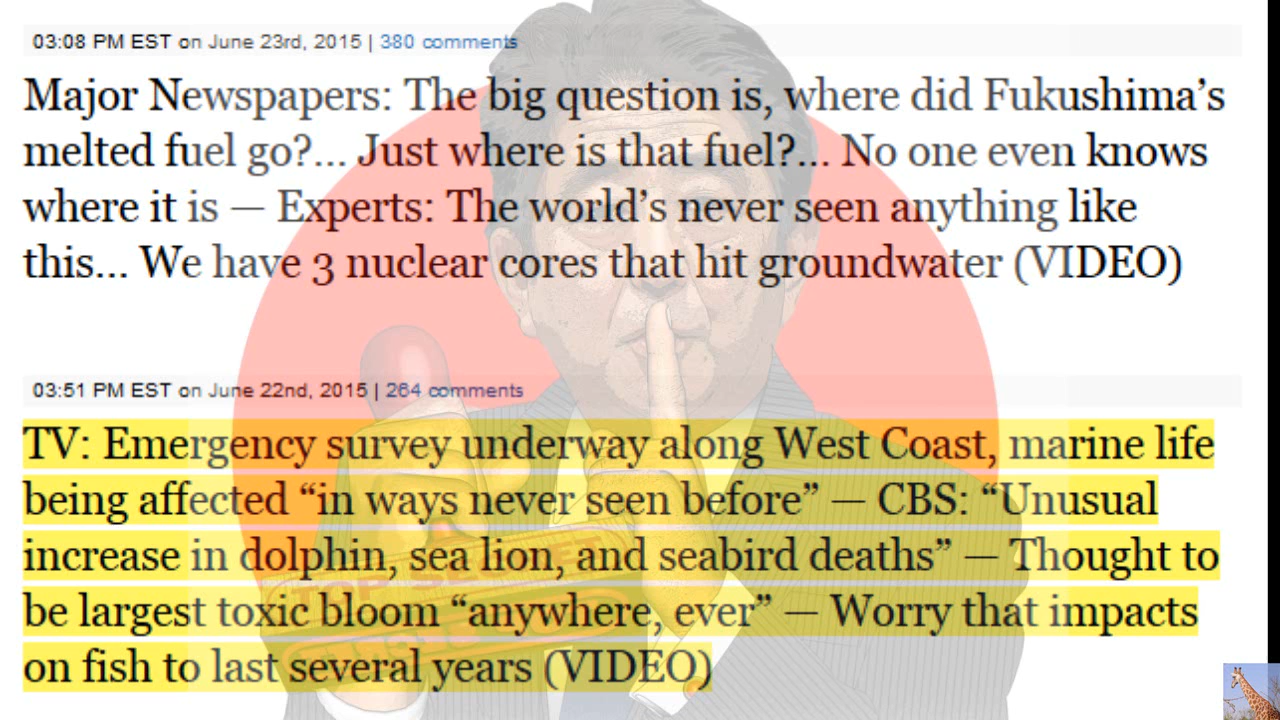 03:08 PM EST on June 23rd, 2015 | 380 comments
Major Newspapers: The big question is, where did Fukushima’s
melted fuel go?... Just where is that fuel?... No one even knows
where it is — Experts: The world’s never seen anything like
this... We have 3 nuclear cores that hit groundwater (VIDEO)
03:51 PM EST on June 22nd, 2015 | 264 comments
TV: Emergency survey underway along West Coast, marine life
being affected “in ways never seen before” — CBS: “Unusual
increase in dolphin, sea lion, and seabird deaths” — Thought to
TOP SECRET
be largest toxic bloom “anywhere, ever” — Worry that impacts
on fish to last several years (VIDEO)